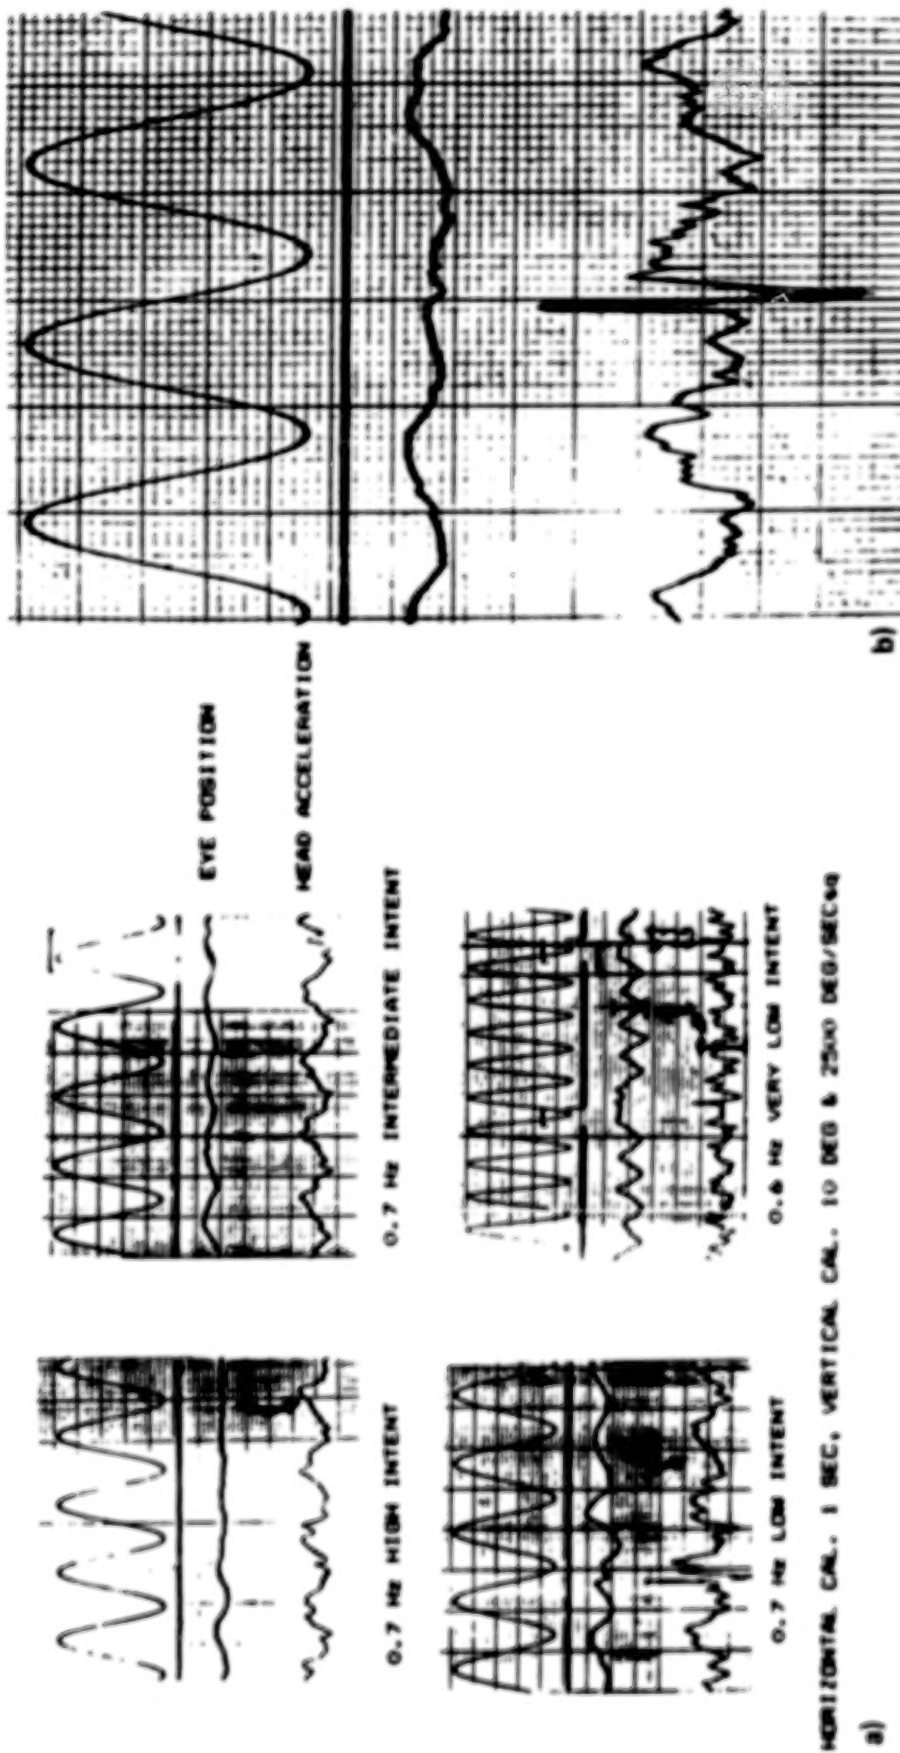 EYE POSITION
HEAD ACCELERATION
0.7 Hz HIGH INTENT
0.7 Hz INTERMEDIATE INTENT
0.7 Hz LOW INTENT
0.6 Hz VERY LOW INTENT
HORIZONTAL CAL. 1 SEC, VERTICAL CAL. 10 DEG & 2500 DEG/SECsq
a)
b)